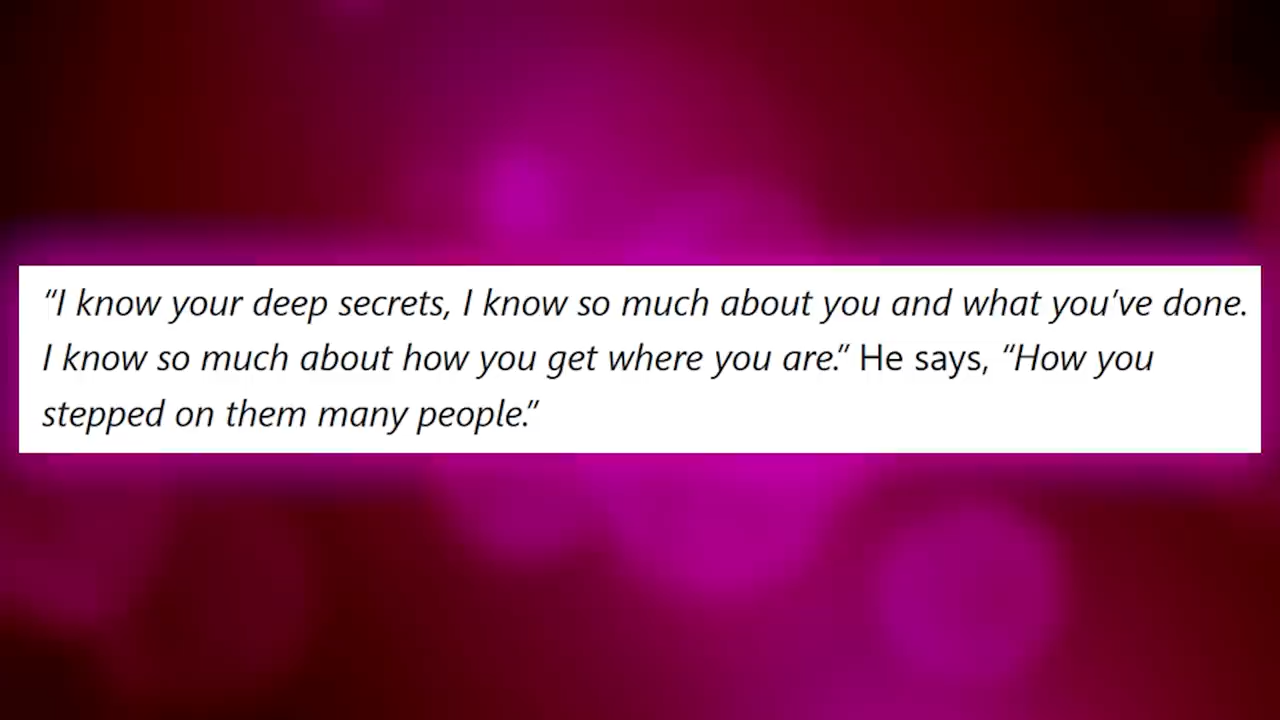 “I know your deep secrets, I know so much about you and what you’ve done.
I know so much about how you get where you are.” He says, “How you
stepped on them many people.”